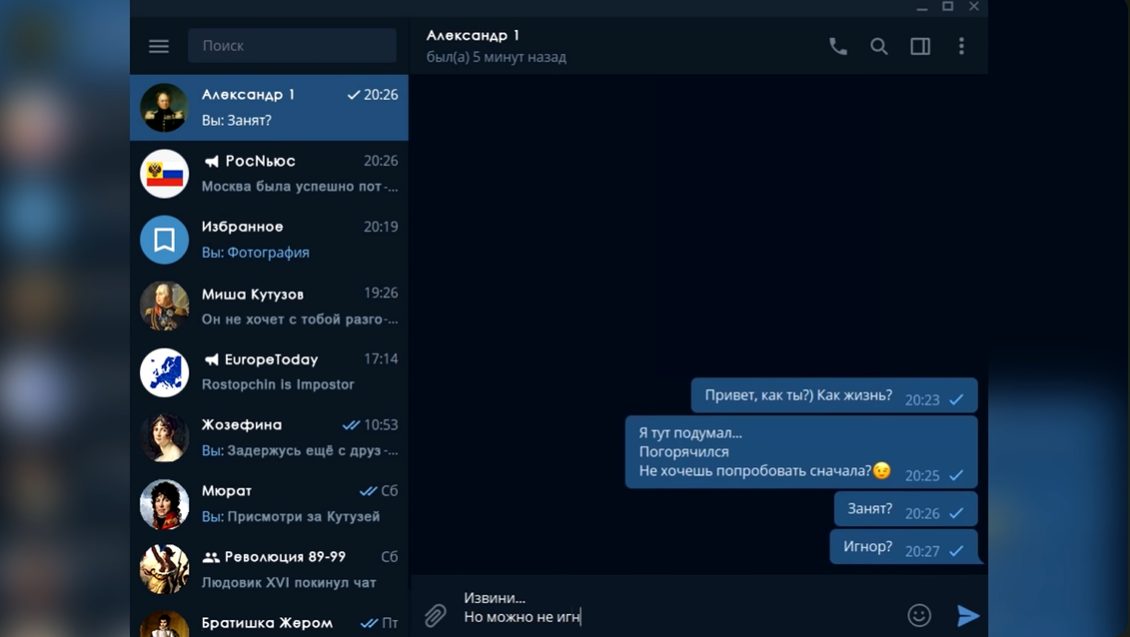 Поиск
Александр 1
20:26
Вы: Занят?
РосNьюс
20:26
Москва была успешно пот-...
Избранное
20:19
Вы: Фотография
Миша Кутузов
19:26
Он не хочет с тобой разго-...
EuropeToday
17:14
Rostopchin is Impostor
Жозефина
10:53
Вы: Задержусь ещё с друз-...
Мюрат
Сб
Вы: Присмотри за Кутузей
Революция 89-99
Сб
Людовик XVI покинул чат
Братишка Жером
Пт
Александр 1
был(а) 5 минут назад
Привет, как ты?) Как жизнь?
20:23
Я тут подумал...
Погорячился
Не хочешь попробовать сначала?😉
20:25
Занят?
20:26
Игнор?
20:27
Извини...
Но можно не игн